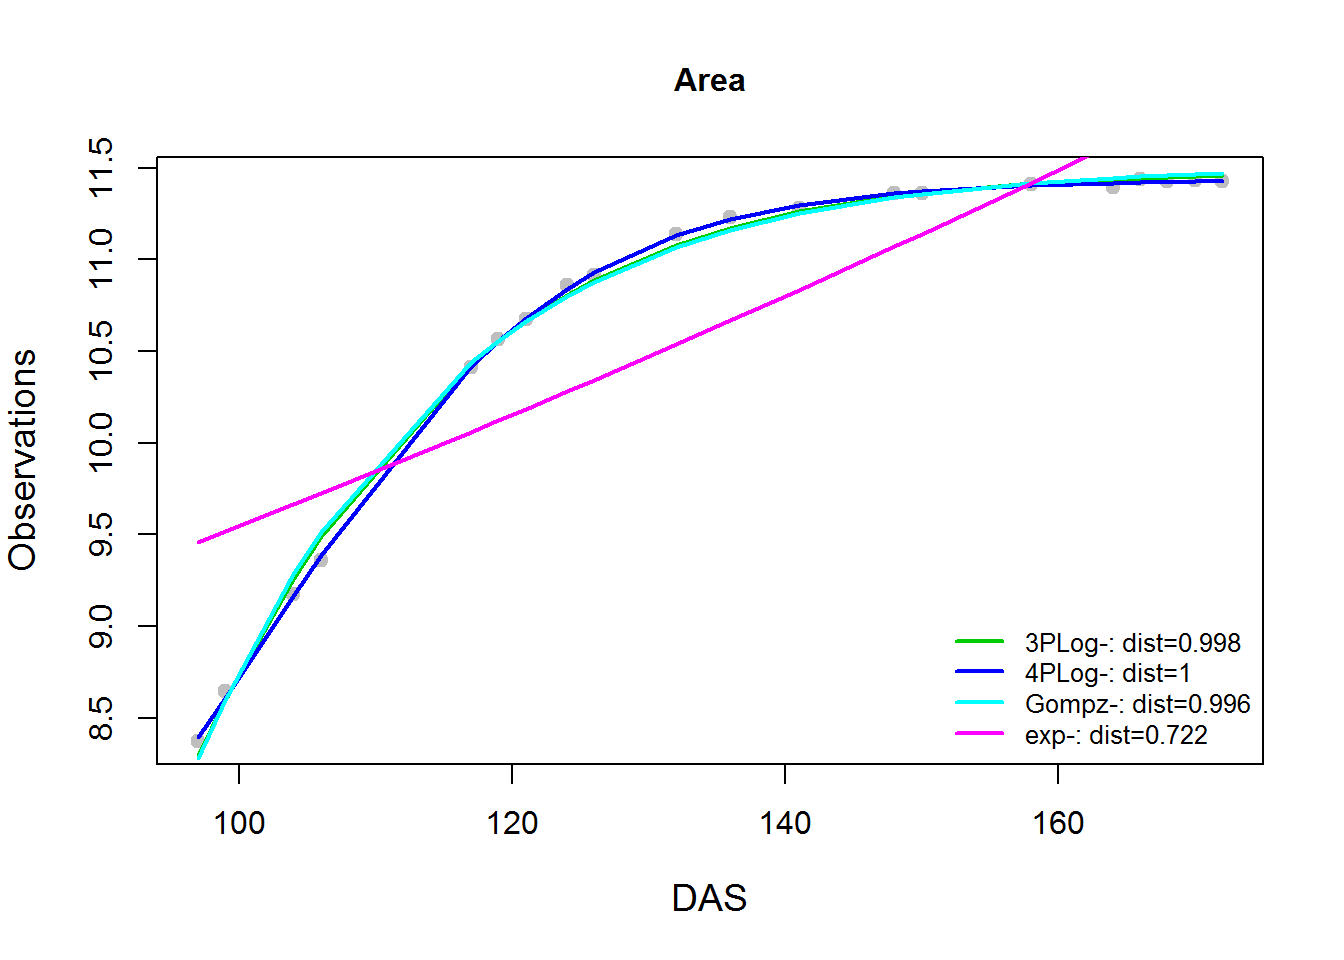 Area
Observations
11.5
11.0
10.5
10.0
9.5
9.0
8.5
3PLog-: dist=0.998
4PLog-: dist=1
Gompz-: dist=0.996
exp-: dist=0.722
100 120 140 160
DAS